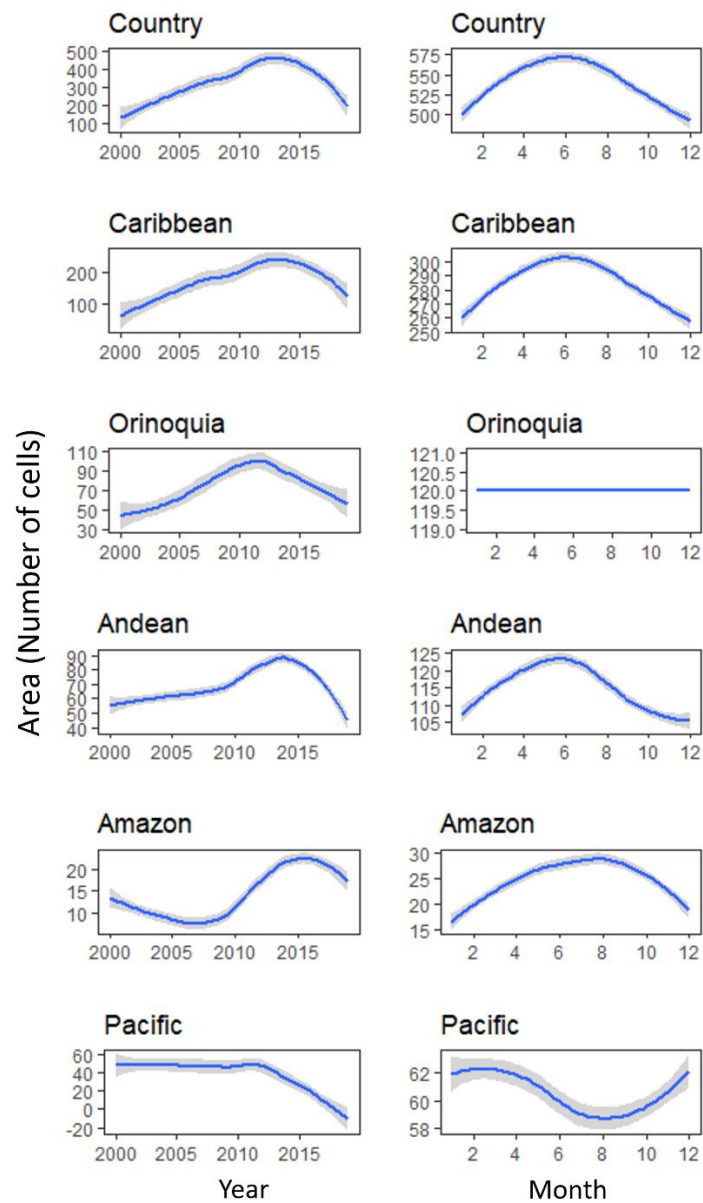 Country
500
400
300
200
100
2000 2005 2010 2015
Country
575
550
525
500
2 4 6 8 10 12
Caribbean
200
100
2000 2005 2010 2015
Caribbean
300
290
280
270
260
250
2 4 6 8 10 12
Area (Number of cells)
Orinoquia
110
90
70
50
30
2000 2005 2010 2015
Orinoquia
121.0
120.5
120.0
119.5
119.0
2 4 6 8 10 12
Andean
90
80
70
60
50
40
2000 2005 2010 2015
Andean
125
120
115
110
105
2 4 6 8 10 12
Amazon
20
15
10
2000 2005 2010 2015
Amazon
30
25
20
15
2 4 6 8 10 12
Pacific
60
40
20
0
-20
2000 2005 2010 2015
Pacific
62
60
58
2 4 6 8 10 12
Year
Month